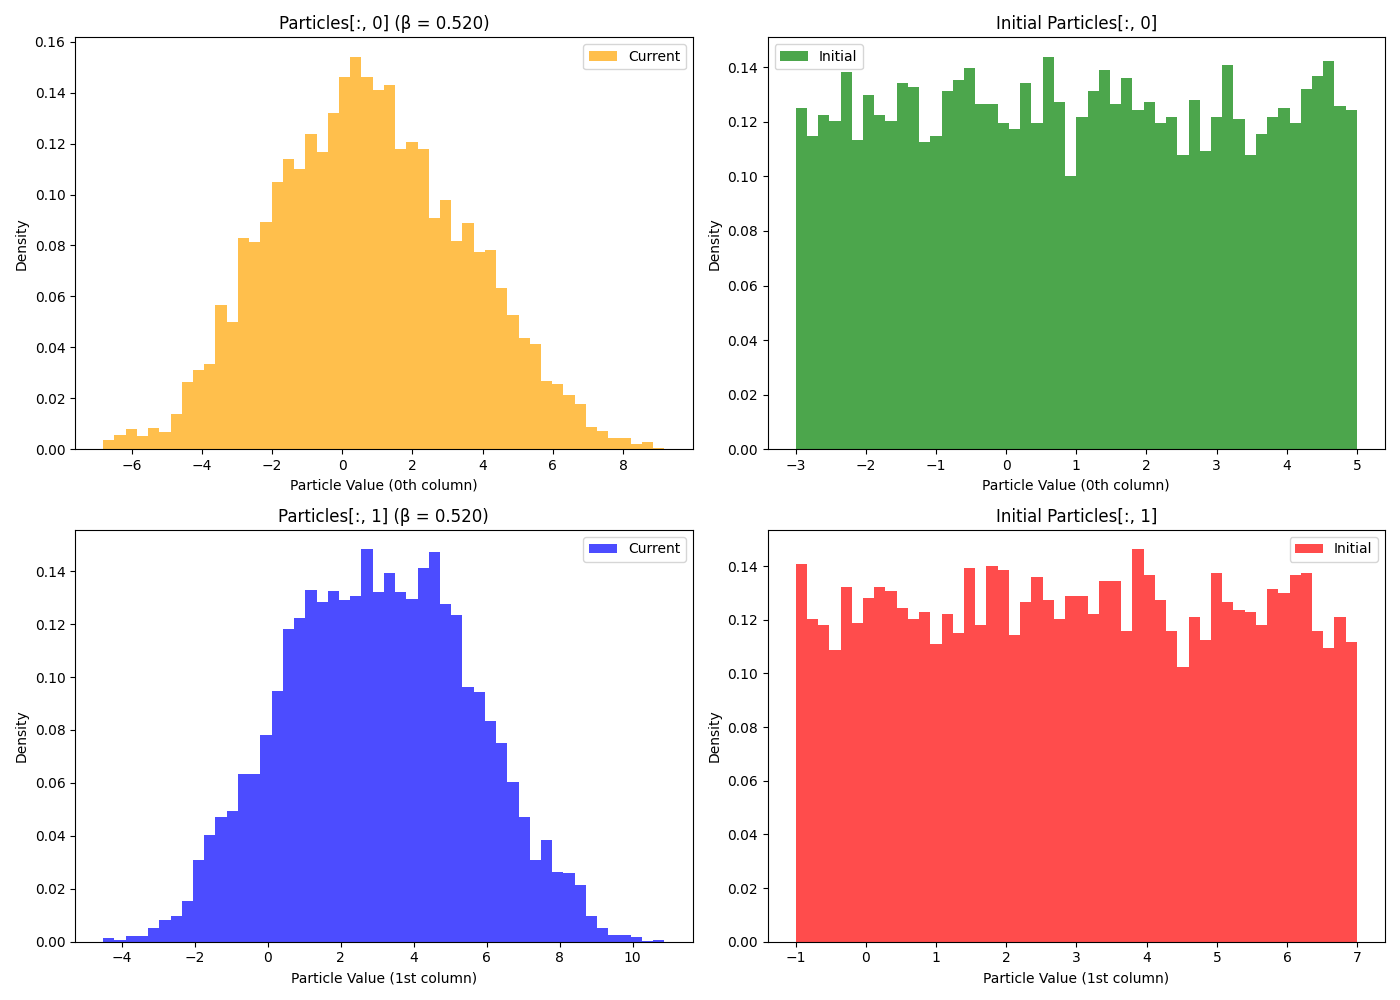 Particles[:, 0] (β = 0.520)
Current
0.16
0.14
0.12
0.10
0.08
0.06
0.04
0.02
0.00
Density
−6 −4 −2 0 2 4 6 8
Particle Value (0th column)
Initial Particles[:, 0]
Initial
0.14
0.12
0.10
0.08
0.06
0.04
0.02
0.00
Density
−3 −2 −1 0 1 2 3 4 5
Particle Value (0th column)
Particles[:, 1] (β = 0.520)
Current
0.14
0.12
0.10
0.08
0.06
0.04
0.02
0.00
Density
−4 −2 0 2 4 6 8 10
Particle Value (1st column)
Initial Particles[:, 1]
Initial
0.14
0.12
0.10
0.08
0.06
0.04
0.02
0.00
Density
−1 0 1 2 3 4 5 6 7
Particle Value (1st column)